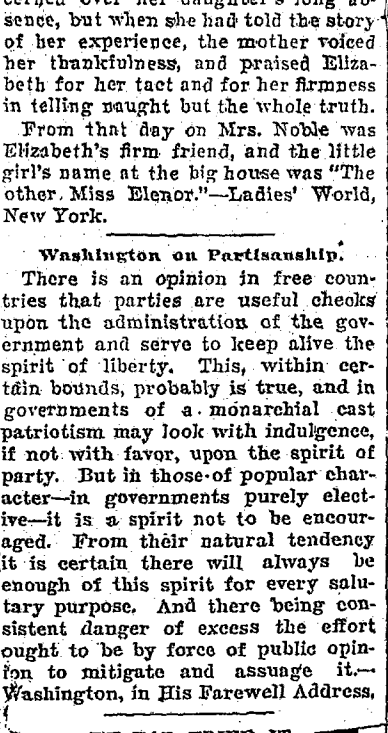 over her daughter's long ab-
sence, but when she had told the story
of her experience, the mother voiced
her thankfulness, and praised Eliza-
beth for her tact and for her firmness
in telling naught but the whole truth.
From that day on Mrs. Noble was
Elizabeth's firm friend, and the little
girl's name at the big house was "The
other Miss Elenor."—Ladies' World,
New York.
Washington on Partisanship.
There is an opinion in free coun-
tries that parties are useful checks
upon the administration of the gov-
ernment and serve to keep alive the
spirit of liberty. This, within cer-
tain bounds, probably is true, and in
governments of a monarchial cast
patriotism may look with indulgence,
if not with favor, upon the spirit of
party. But in those of popular char-
acter—in governments purely elect-
ive—it is a spirit not to be encour-
aged. From their natural tendency
it is certain there will always be
enough of this spirit for every salu-
tary purpose. And there being con-
sistent danger of excess the effort
ought to be by force of public opin-
ion to mitigate and assuage it.—
Washington, in His Farewell Address.